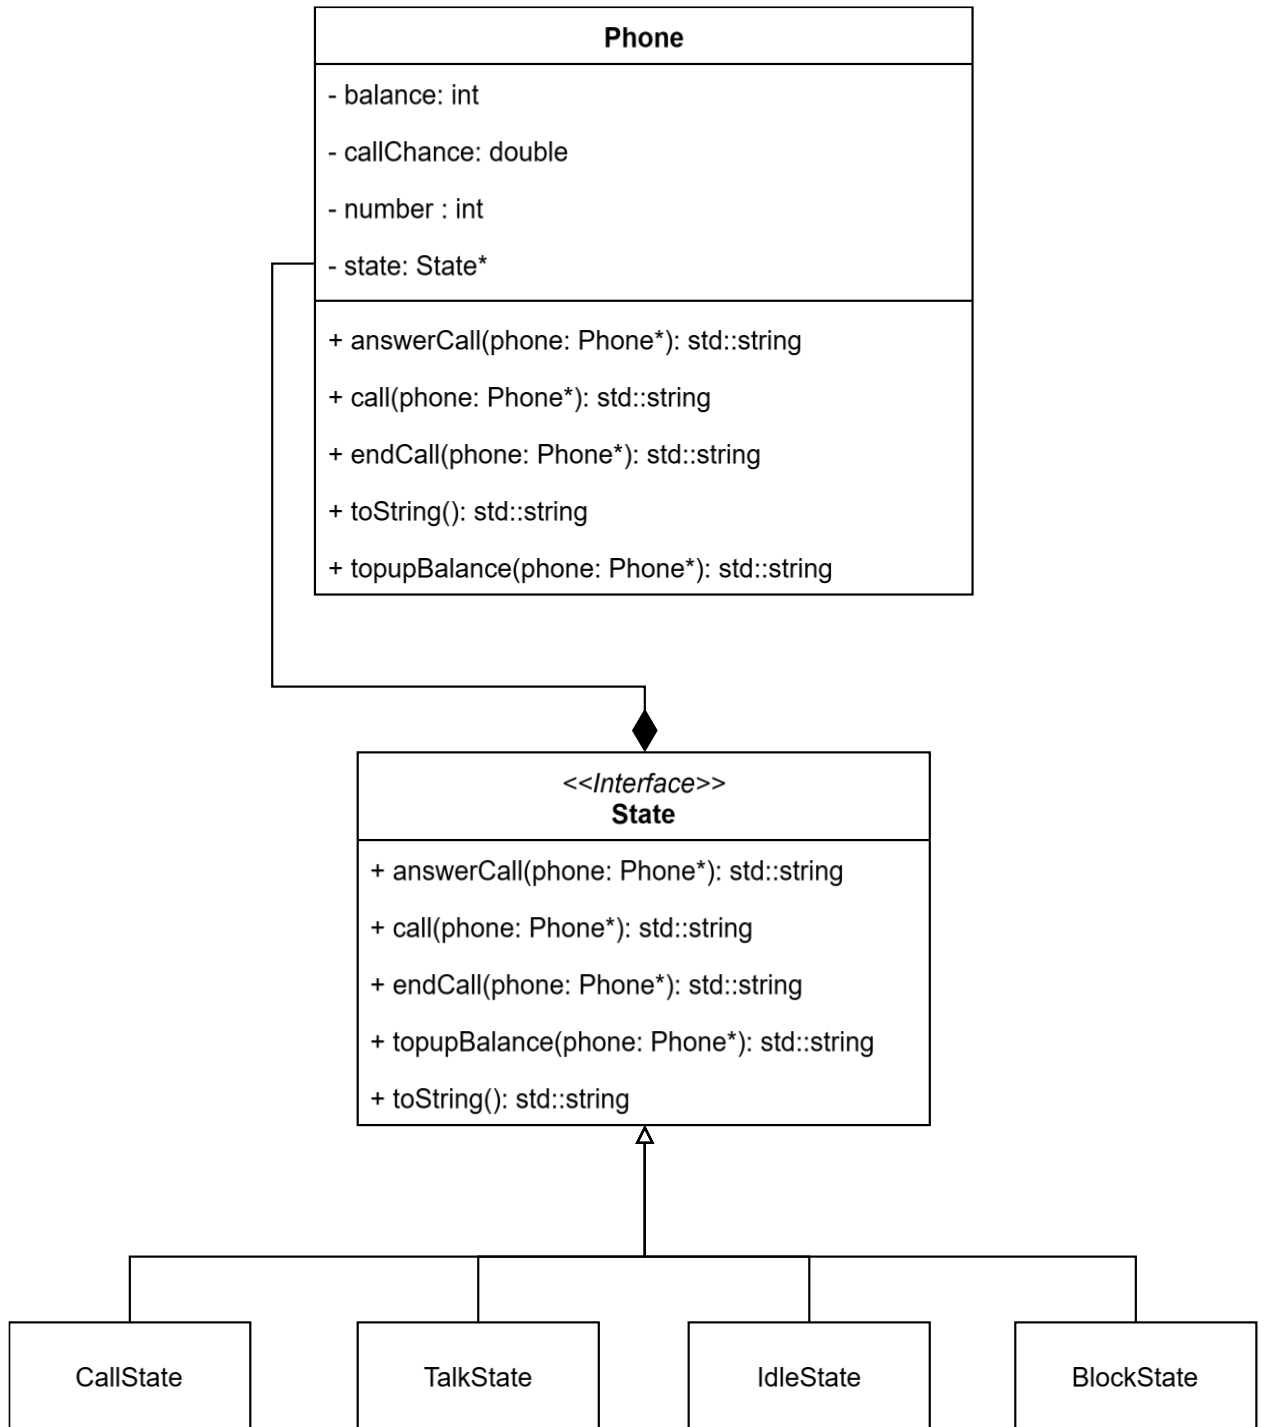 Phone
- balance: int
- callChance: double
- number : int
- state: State*
+ answerCall(phone: Phone*): std::string
+ call(phone: Phone*): std::string
+ endCall(phone: Phone*): std::string
+ toString(): std::string
+ topupBalance(phone: Phone*): std::string
<<Interface>>
State
+ answerCall(phone: Phone*): std::string
+ call(phone: Phone*): std::string
+ endCall(phone: Phone*): std::string
+ topupBalance(phone: Phone*): std::string
+ toString(): std::string
CallState
TalkState
IdleState
BlockState